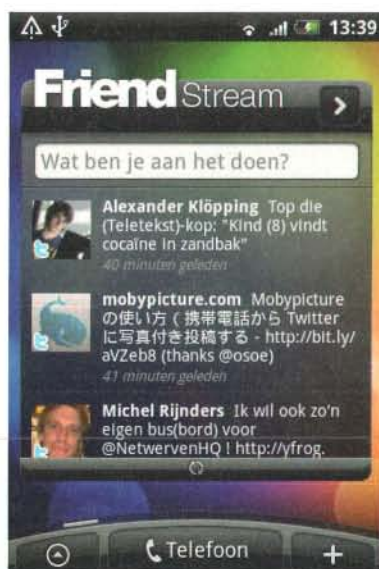 13:39
Friend Stream
Wat ben je aan het doen?
Alexander Klöpping Top die
(Teletekst)-kop: "Kind (8) vindt
cocaïne in zandbak"
40 minuten geleden
mobypicture.com Mobypicture
の使い方 ( 携帯電話から Twitter
に写真付き投稿する - http://bit.ly/
aVZeb8 (thanks @osoe)
41 minuten geleden
Michel Rijnders Ik wil ook zo'n
eigen bus(bord) voor
@NetwervenHQ ! http://yfrog.
Telefoon